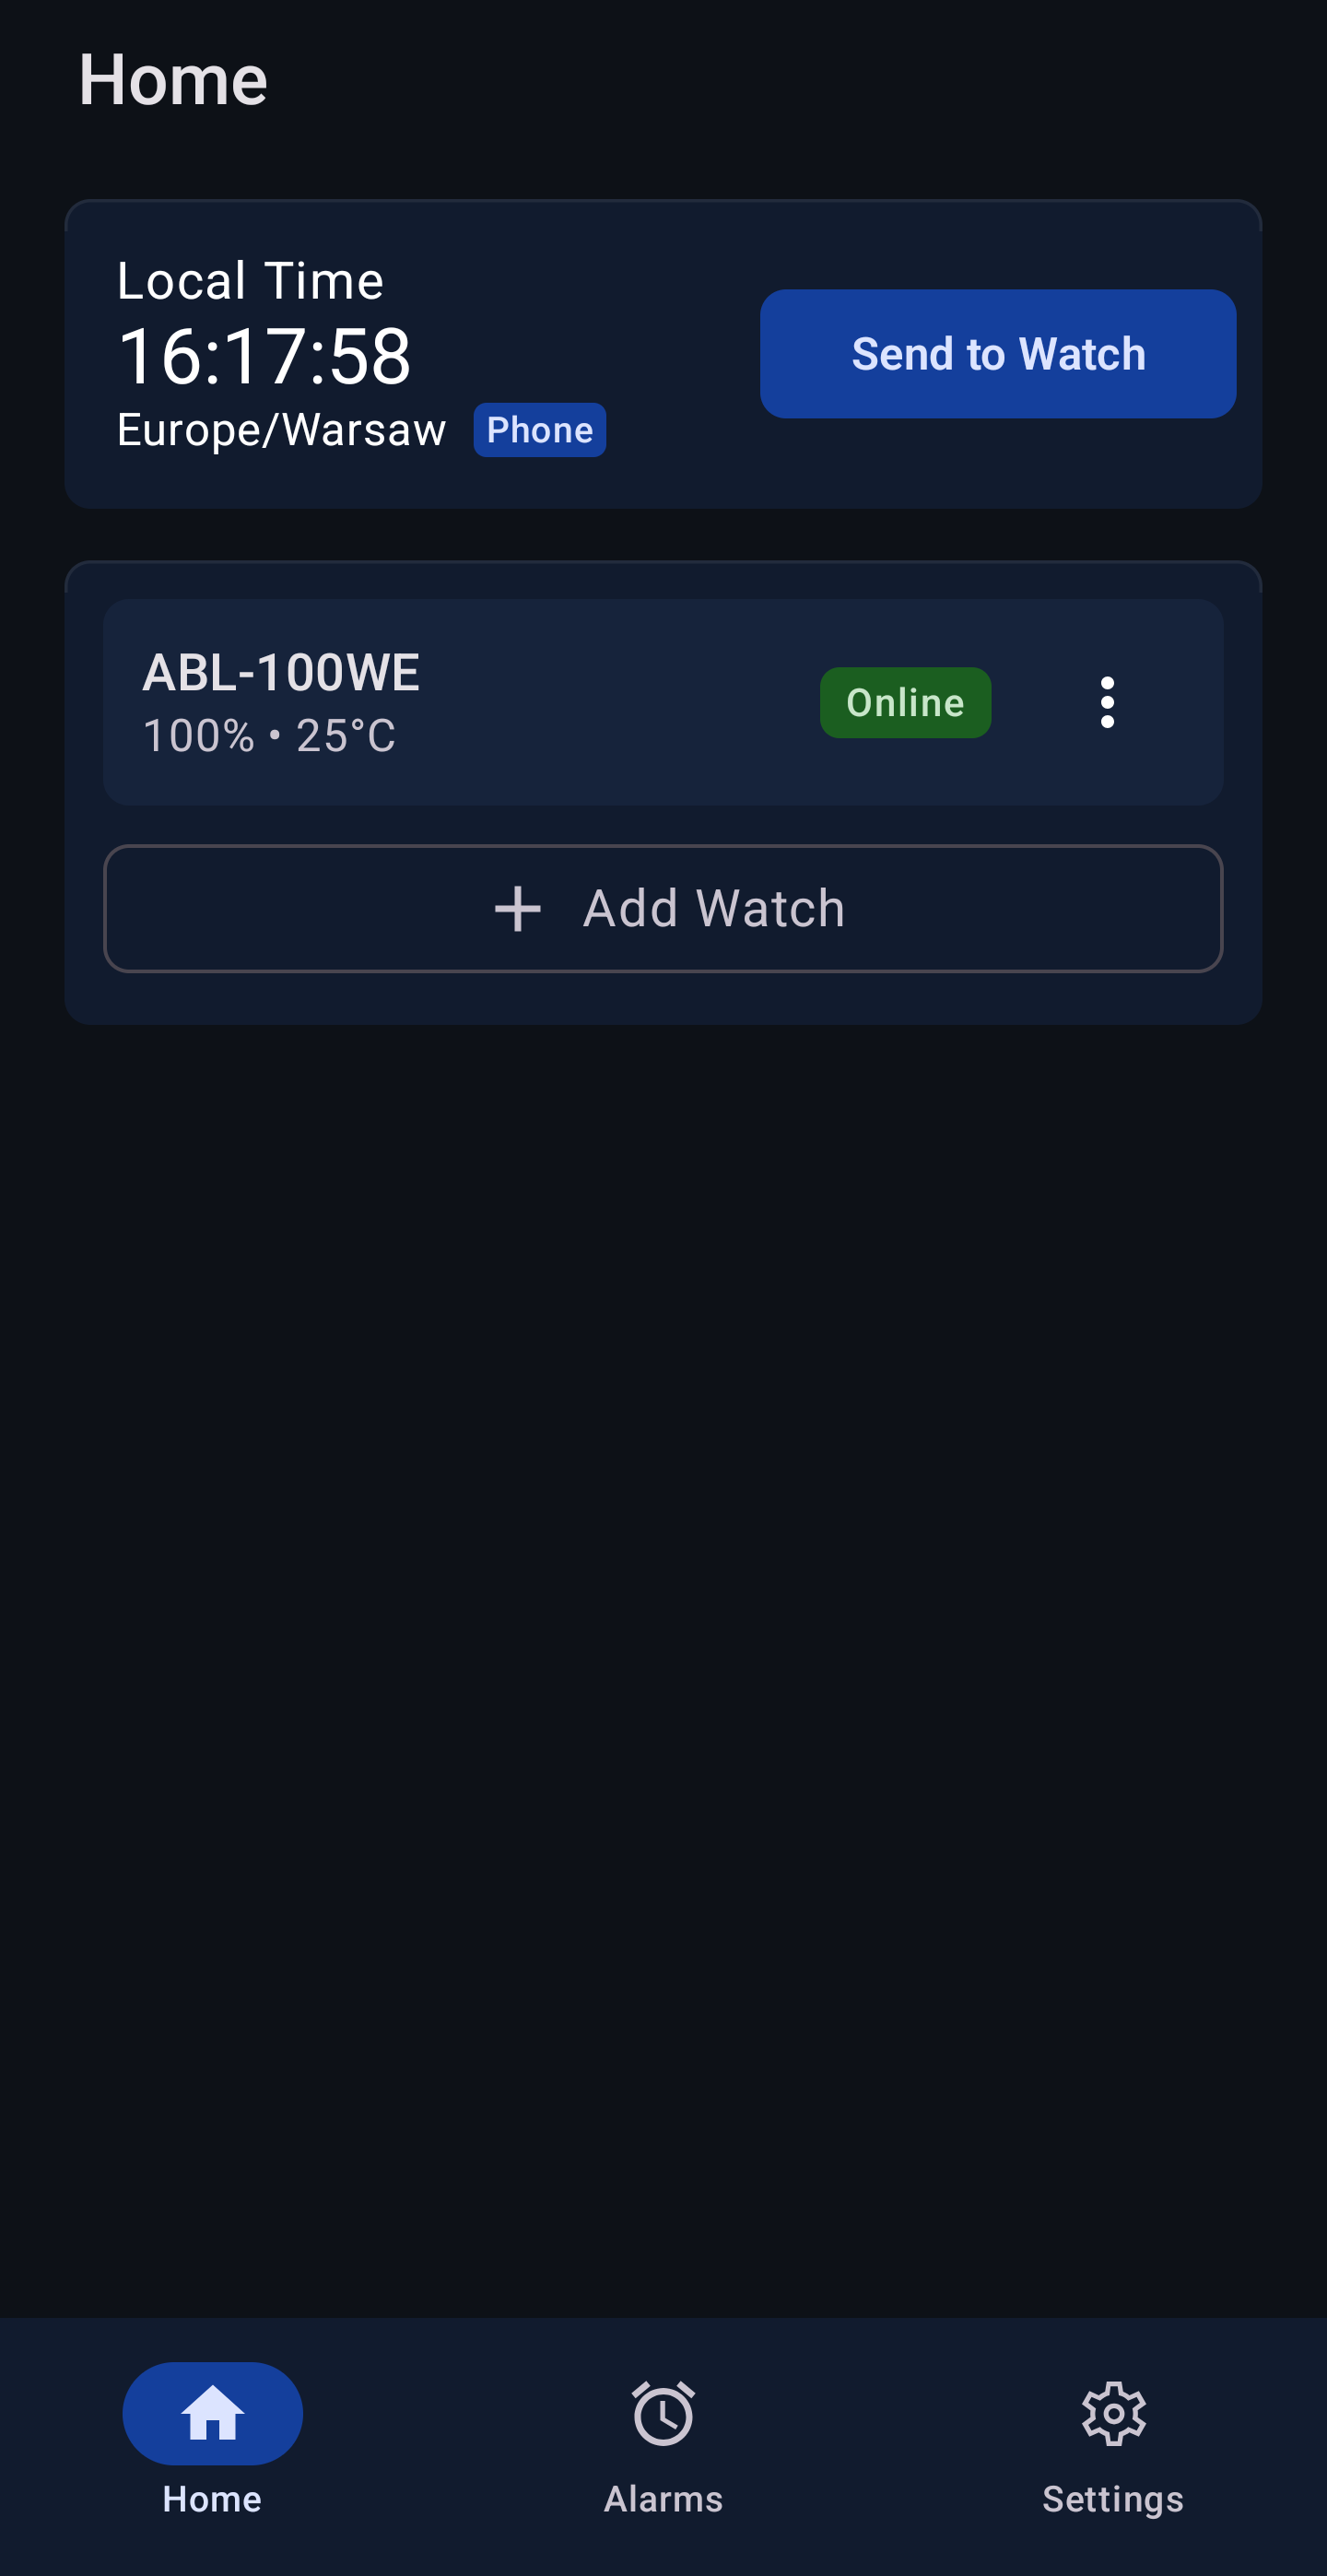 Home
Local Time
16:17:58
Europe/Warsaw Phone
Send to Watch
ABL-100WE
100% • 25°C
Online
Add Watch
Home
Alarms
Settings